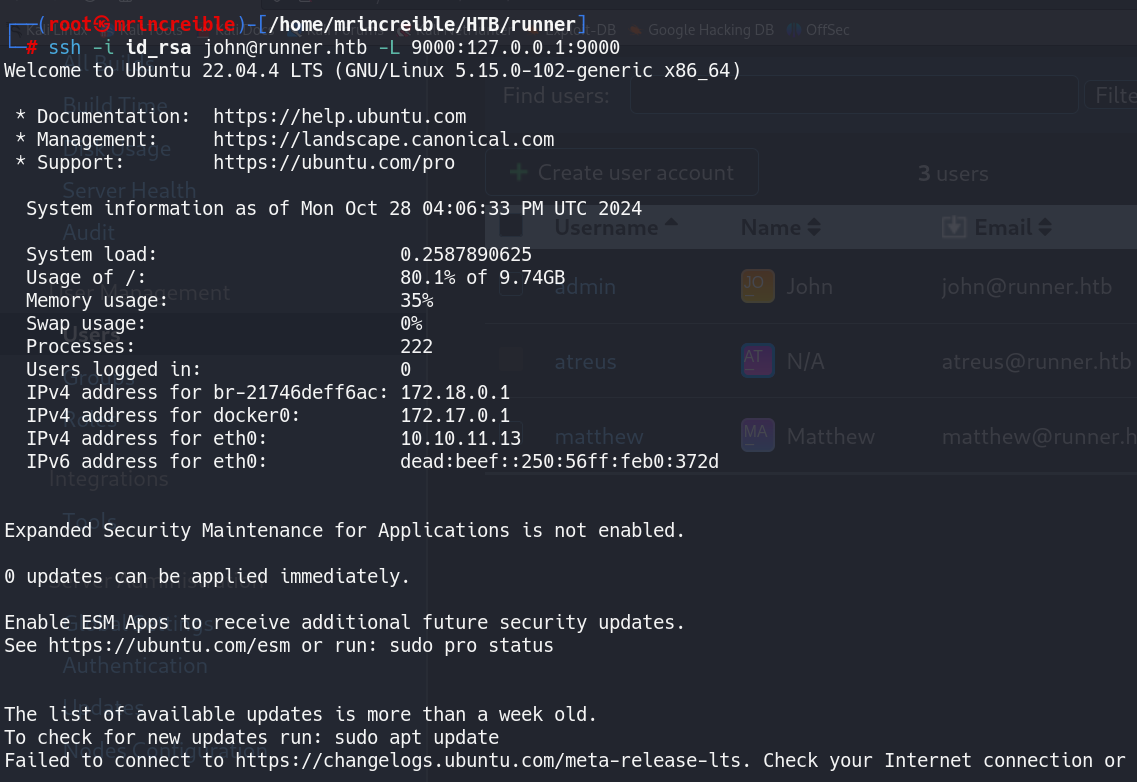 ┌──(root㉿mrincreible)-[/home/mrincreible/HTB/runner]
└─# ssh -i id_rsa john@runner.htb -L 9000:127.0.0.1:9000
Welcome to Ubuntu 22.04.4 LTS (GNU/Linux 5.15.0-102-generic x86_64)
* Documentation: https://help.ubuntu.com
* Management: https://landscape.canonical.com
* Support: https://ubuntu.com/pro
System information as of Mon Oct 28 04:06:33 PM UTC 2024
System load: 0.2587890625
Usage of /: 80.1% of 9.74GB
Memory usage: 35%
Swap usage: 0%
Processes: 222
Users logged in: 0
IPv4 address for br-21746deff6ac: 172.18.0.1
IPv4 address for docker0: 172.17.0.1
IPv4 address for eth0: 10.10.11.13
IPv6 address for eth0: dead:beef::250:56ff:feb0:372d
Expanded Security Maintenance for Applications is not enabled.
0 updates can be applied immediately.
Enable ESM Apps to receive additional future security updates.
See https://ubuntu.com/esm or run: sudo pro status
The list of available updates is more than a week old.
To check for new updates run: sudo apt update
Failed to connect to https://changelogs.ubuntu.com/meta-release-lts. Check your Internet connection or
Google Hacking DB OffSec
Build Time
Disk Usage
Server Health
Audit
Users
Integrations
Tools
Authentication
Updates
Nodes Configuration
Find users: Filte
Create user account 3 users
Username Name Email
admin JO John john@runner.htb
atreus AT N/A atreus@runner.htb
matthew MA Matthew matthew@runner.h